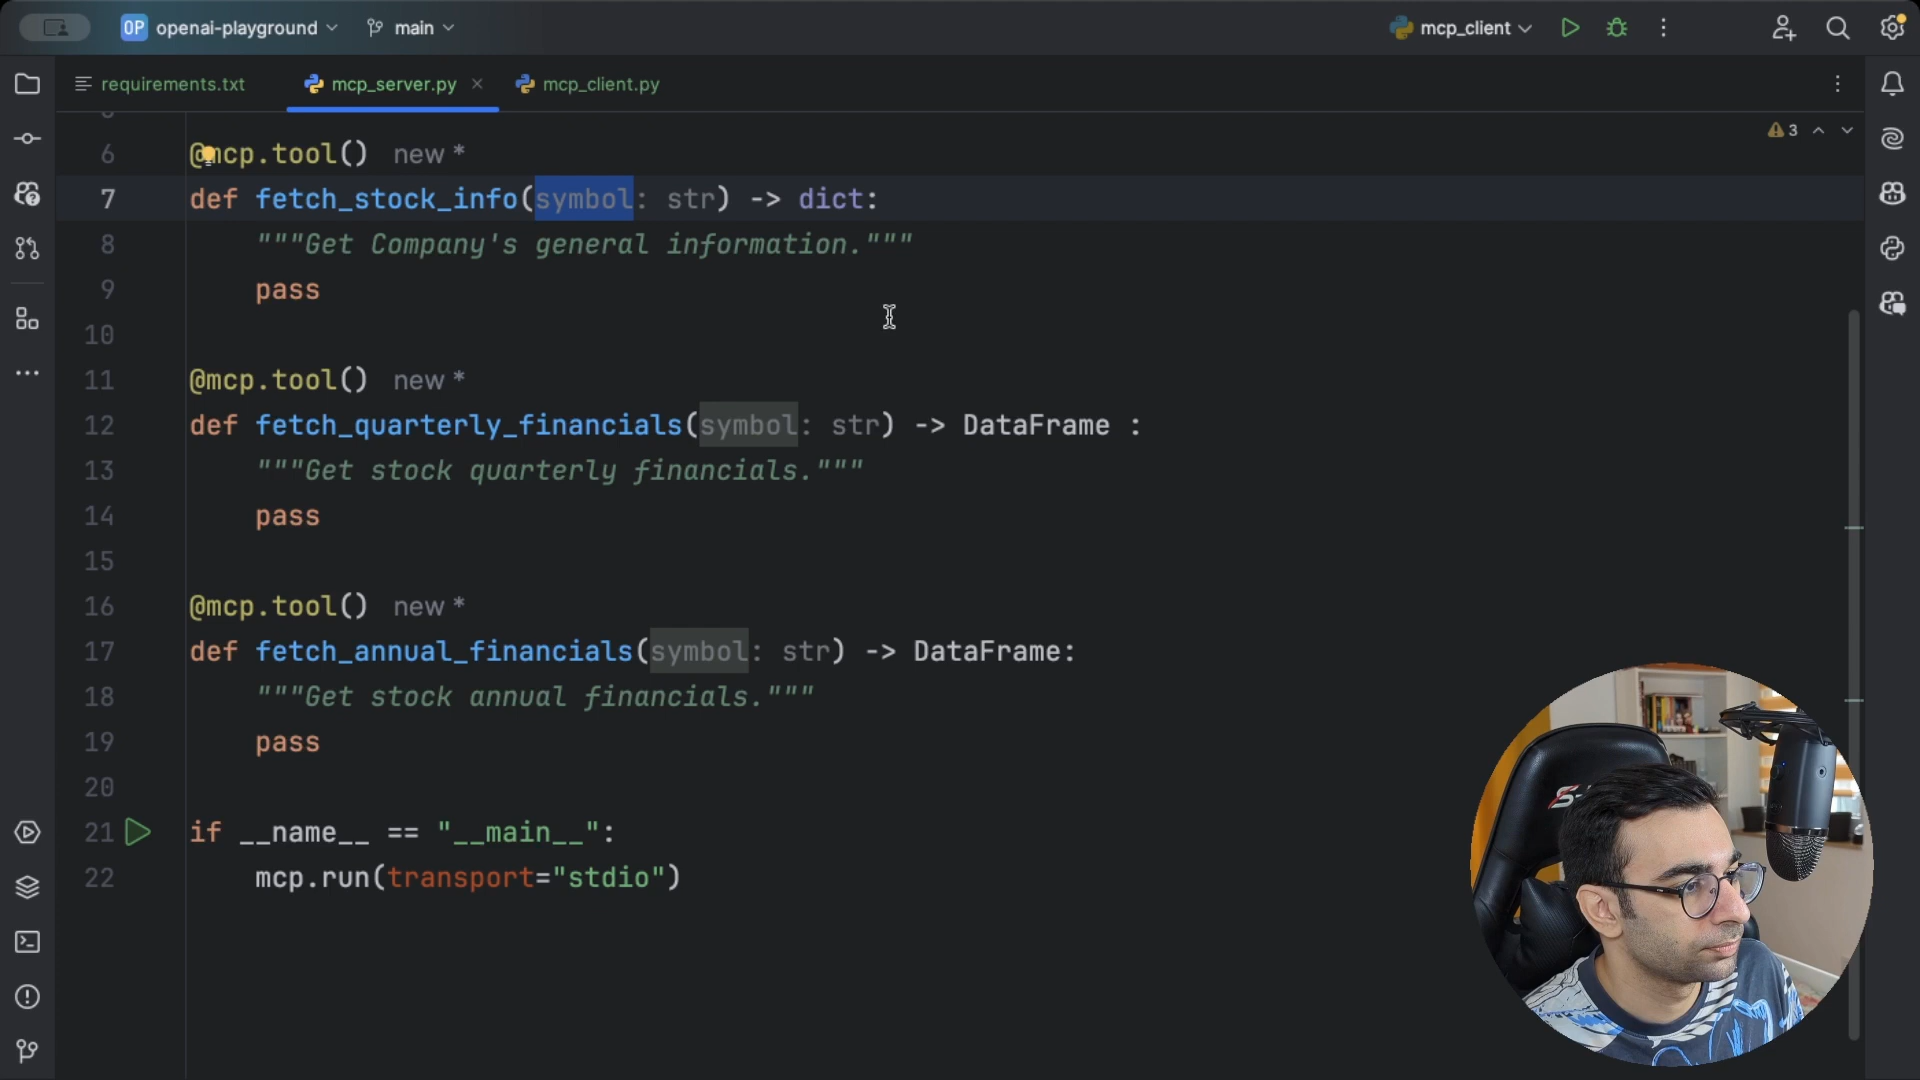 OP openai-playground main mcp_client
requirements.txt mcp_server.py mcp_client.py
3
6 @mcp.tool() new *
7 def fetch_stock_info(symbol: str) -> dict:
8 """Get Company's general information."""
9 pass
10
11 @mcp.tool() new *
12 def fetch_quarterly_financials(symbol: str) -> DataFrame :
13 """Get stock quarterly financials."""
14 pass
15
16 @mcp.tool() new *
17 def fetch_annual_financials(symbol: str) -> DataFrame:
18 """Get stock annual financials."""
19 pass
20
21 if __name__ == "__main__":
22 mcp.run(transport="stdio")